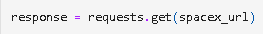 response = requests.get(spacex_url)